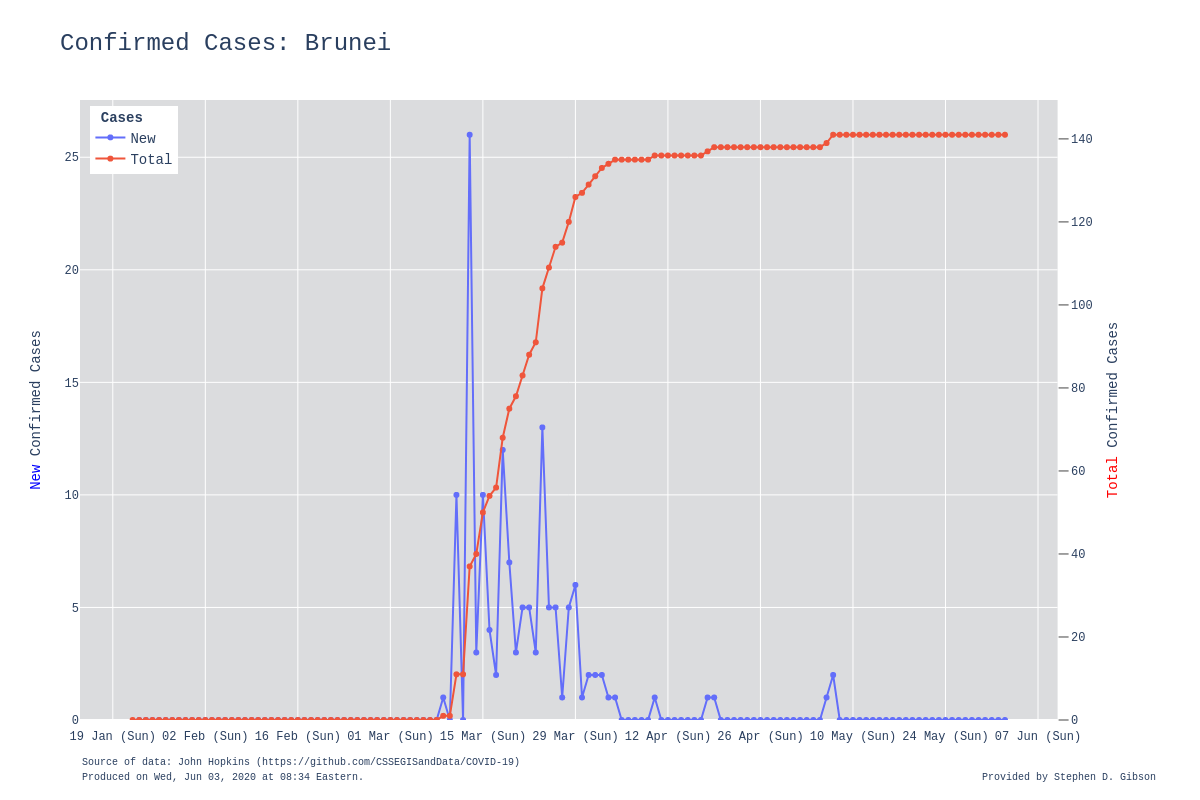 Confirmed Cases: Brunei
Cases
New
Total
25
20
15
10
5
0
140
120
100
80
60
40
20
0
New Confirmed Cases
Total Confirmed Cases
19 Jan (Sun) 02 Feb (Sun) 16 Feb (Sun) 01 Mar (Sun) 15 Mar (Sun) 29 Mar (Sun) 12 Apr (Sun) 26 Apr (Sun) 10 May (Sun) 24 May (Sun) 07 Jun (Sun)
Source of data: John Hopkins (https://github.com/CSSEGISandData/COVID-19)
Produced on Wed, Jun 03, 2020 at 08:34 Eastern.
Provided by Stephen D. Gibson